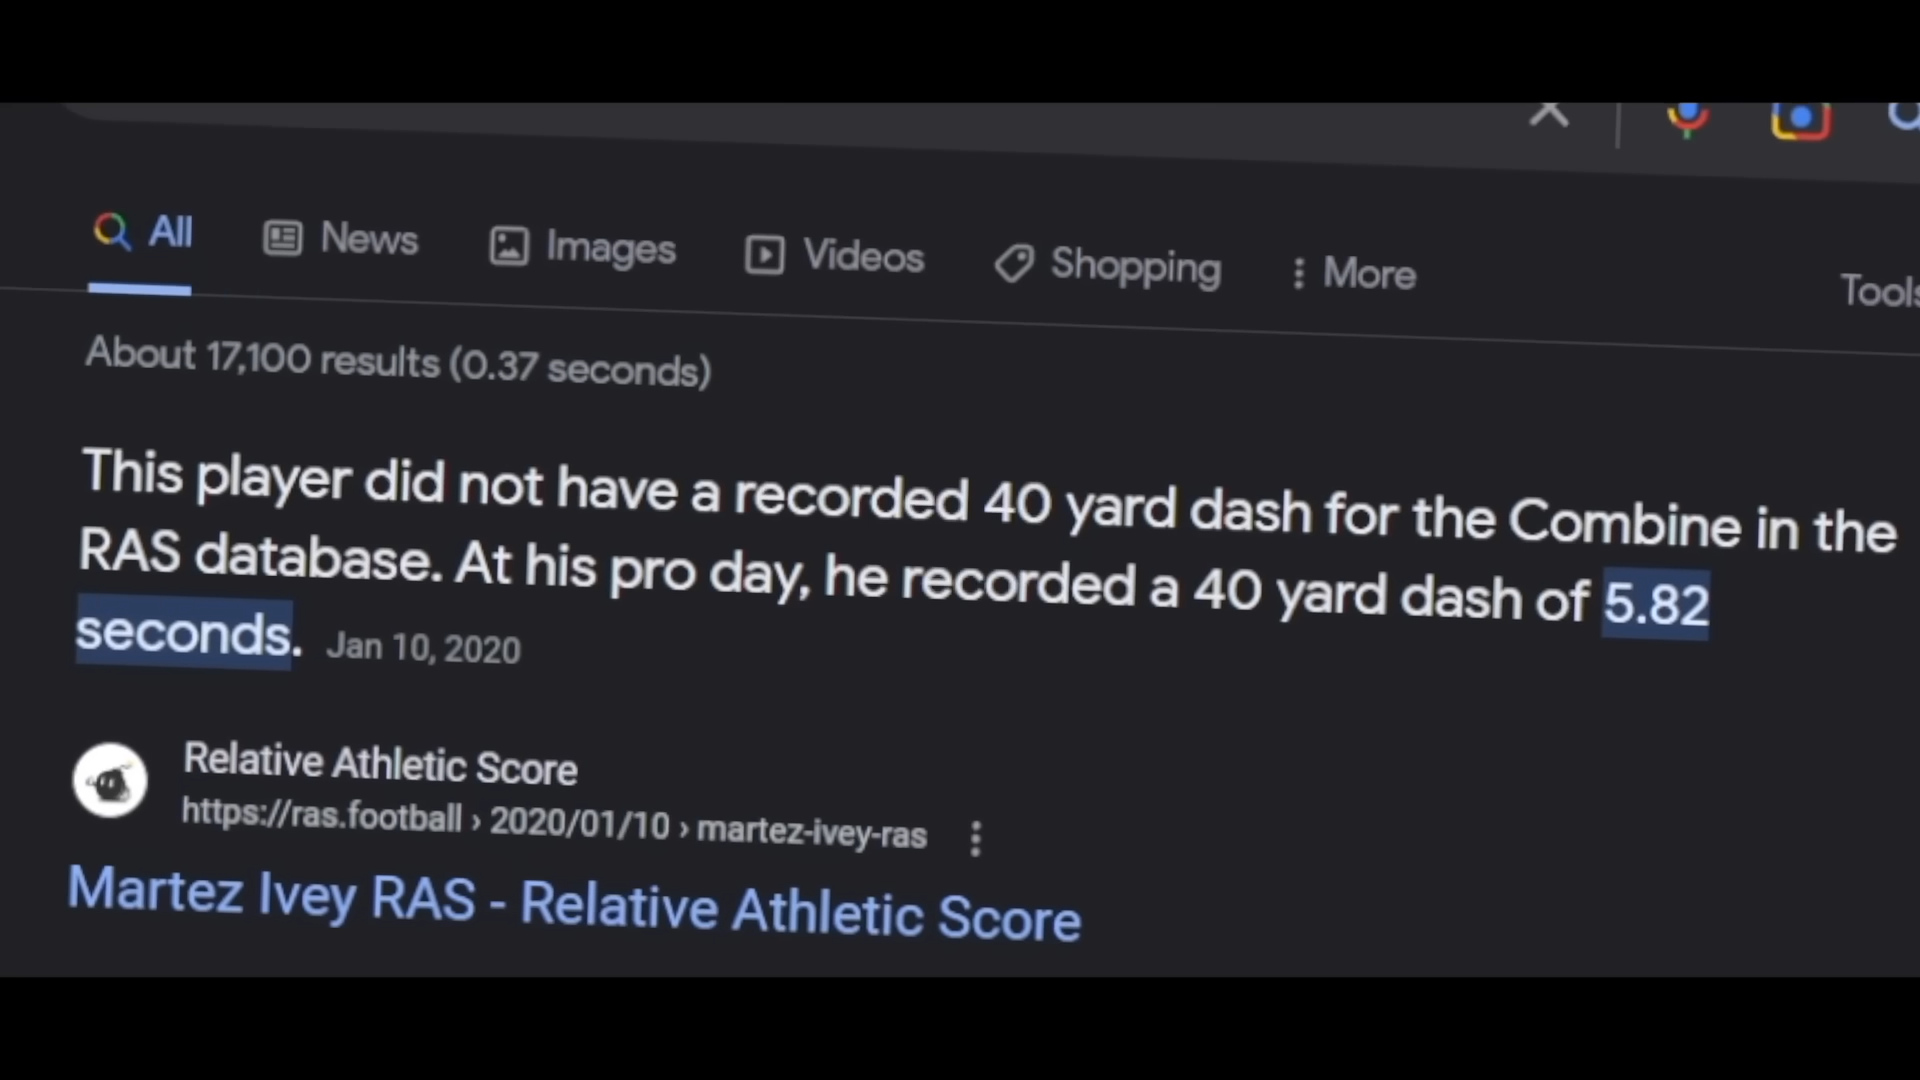 All News Images Videos Shopping More Tools
About 17,100 results (0.37 seconds)
This player did not have a recorded 40 yard dash for the Combine in the
RAS database. At his pro day, he recorded a 40 yard dash of 5.82
seconds. Jan 10, 2020
Relative Athletic Score
https://ras.football › 2020/01/10 › martez-ivey-ras
Martez Ivey RAS - Relative Athletic Score